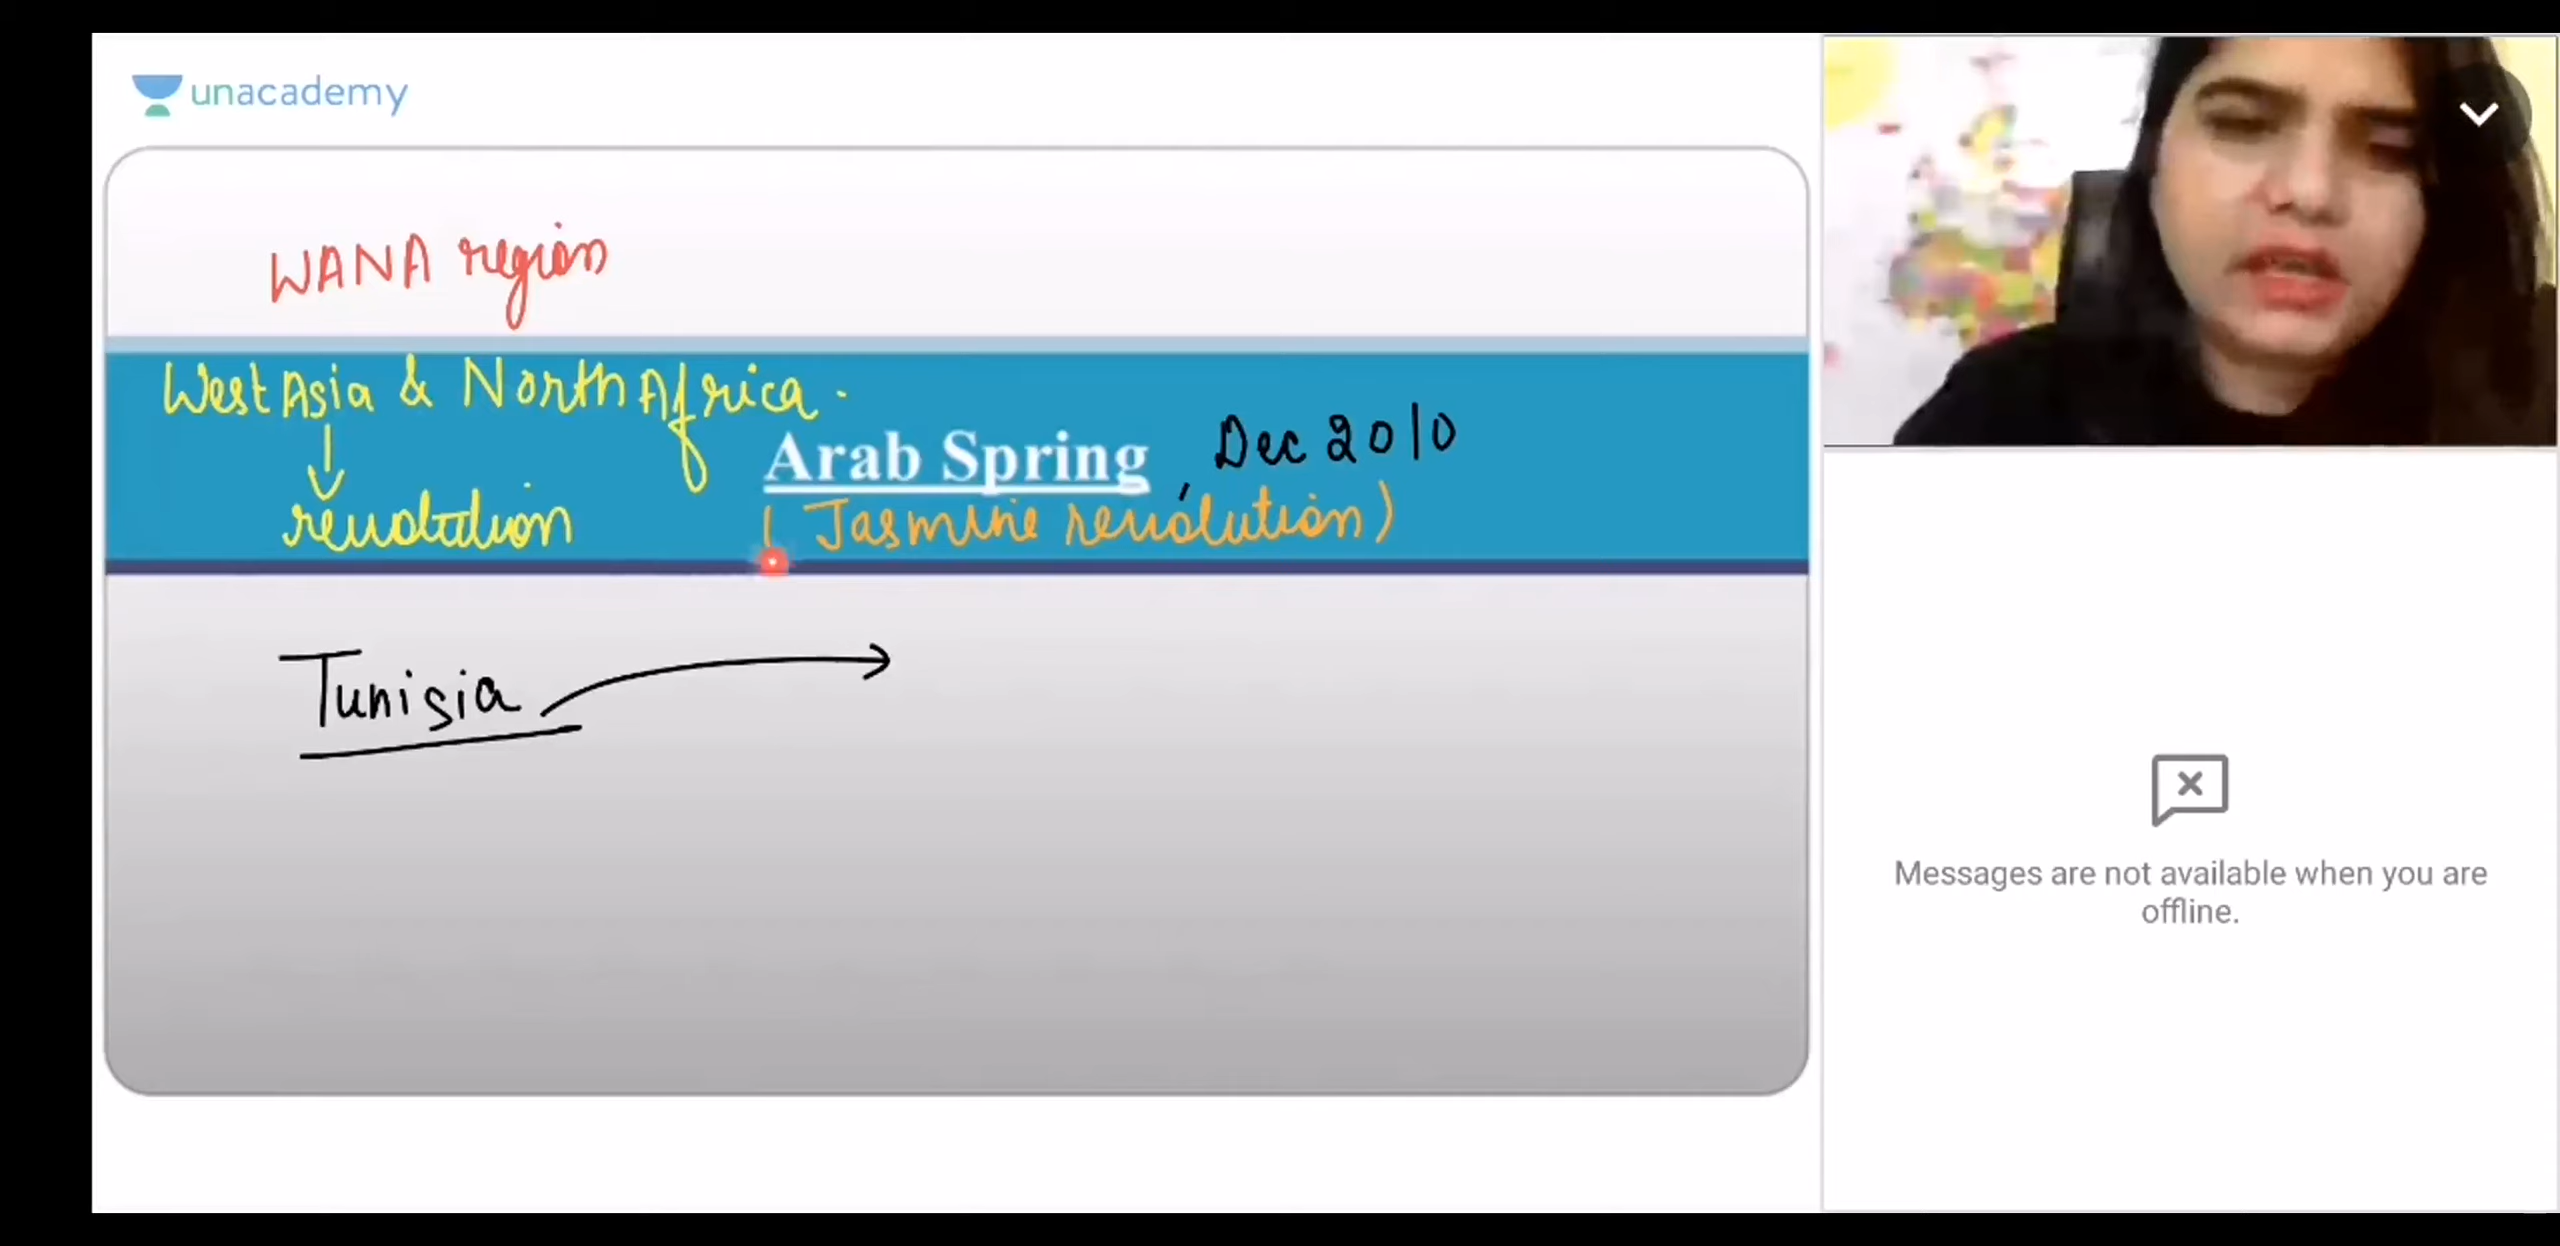 unacademy
WANA region
West Asia & North Africa.
revolution
Arab Spring, Dec 2010
(Jasmine revolution)
Tunisia
Messages are not available when you are
offline.